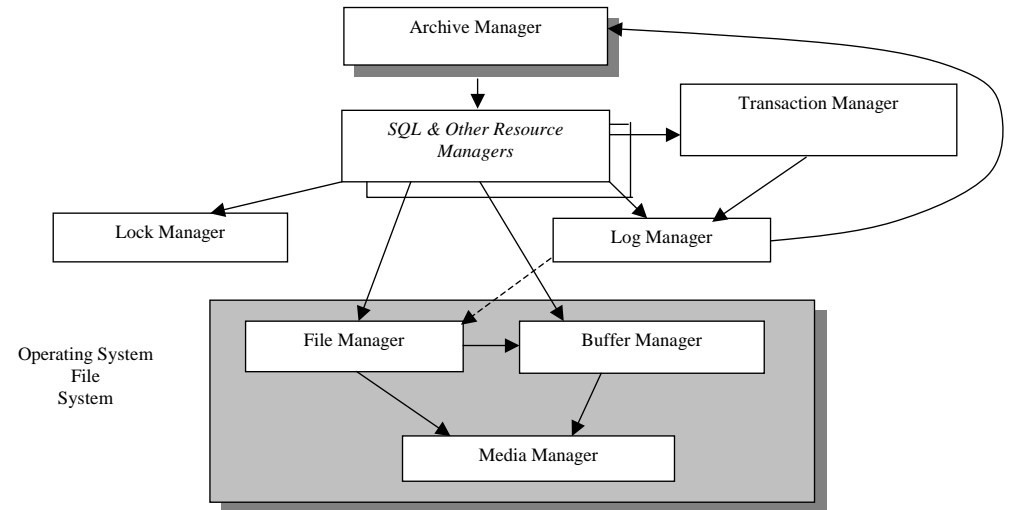 Archive Manager
Transaction Manager
SQL & Other Resource
Managers
Lock Manager
Log Manager
File Manager
Buffer Manager
Operating System
File
System
Media Manager